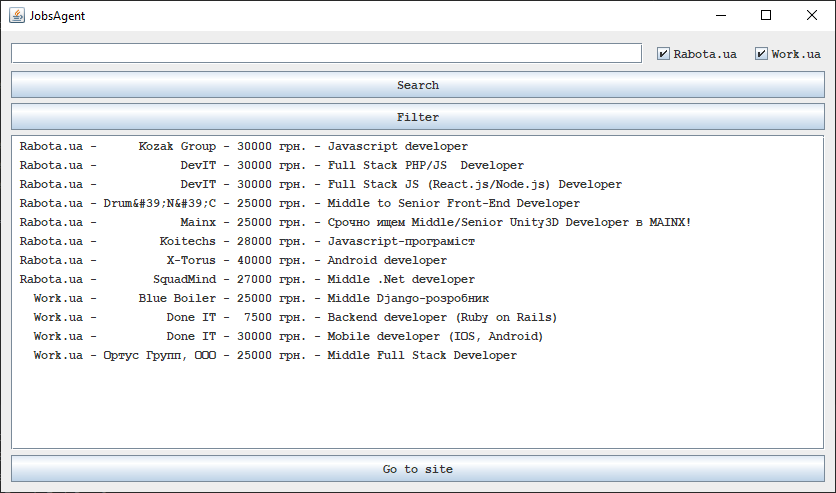 JobsAgent
Rabota.ua Work.ua
Search
Filter
Rabota.ua - Kozak Group - 30000 грн. - Javascript developer
Rabota.ua - DevIT - 30000 грн. - Full Stack PHP/JS Developer
Rabota.ua - DevIT - 30000 грн. - Full Stack JS (React.js/Node.js) Developer
Rabota.ua - Drum&#39;N&#39;C - 25000 грн. - Middle to Senior Front-End Developer
Rabota.ua - Mainx - 25000 грн. - Срочно ищем Middle/Senior Unity3D Developer в MAINX!
Rabota.ua - Koitechs - 28000 грн. - Javascript-програміст
Rabota.ua - X-Torus - 40000 грн. - Android developer
Rabota.ua - SquadMind - 27000 грн. - Middle .Net developer
Work.ua - Blue Boiler - 25000 грн. - Middle Django-розробник
Work.ua - Done IT - 7500 грн. - Backend developer (Ruby on Rails)
Work.ua - Done IT - 30000 грн. - Mobile developer (IOS, Android)
Work.ua - Ортус Групп, ООО - 25000 грн. - Middle Full Stack Developer
Go to site